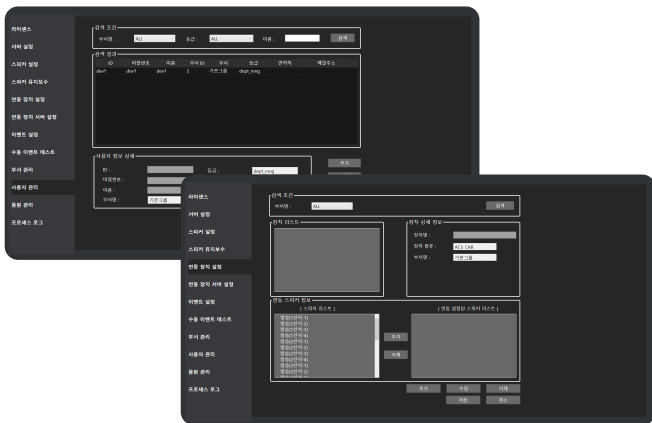 라이센스
서버 설정
스피커 설정
스피커 유지보수
연동 장치 설정
연동 장치 서버 설정
이벤트 설정
수동 이벤트 테스트
부서 관리
사용자 관리
음원 관리
프로세스 로그
검색 조건
부서명 : ALL 등급 : ALL 이름 : 검색
검색 결과
ID 비밀번호 이름 부서 ID 부서 등급 연락처 메일주소
dev1 dev1 dev1 2 기본그룹 dept_mng
사용자 정보 상세
ID : 등급 : dept_mng
비밀번호 :
이름 :
부서명 : 기본그룹
추가
라이센스
서버 설정
스피커 설정
스피커 유지보수
연동 장치 설정
연동 장치 서버 설정
이벤트 설정
수동 이벤트 테스트
부서 관리
사용자 관리
음원 관리
프로세스 로그
검색 조건
부서명 : ALL 검색
장치 리스트
장치 상세 정보
장치명 :
장치 종류 : ACS_CAR
부서명 : 기본그룹
연동 스피커 정보
[ 스피커 리스트 ]
[ 연동 설정된 스피커 리스트 ]
추가
삭제
추가 수정 삭제
저장 취소